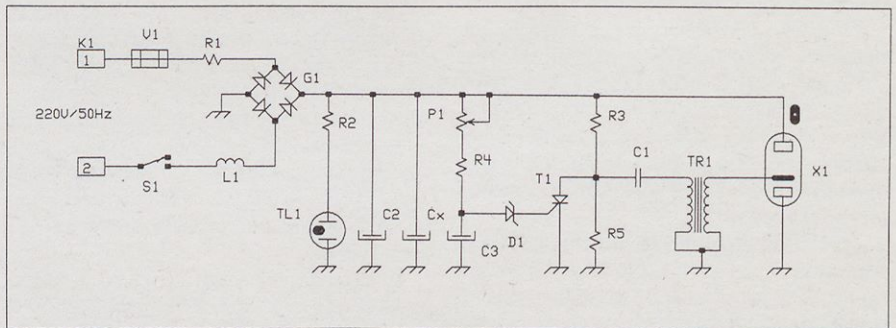 K1
V1
R1
1
G1
220V/50Hz
2
S1
L1
R2
TL1
C2
Cx
P1
R4
C3
D1
T1
R3
R5
C1
TR1
X1